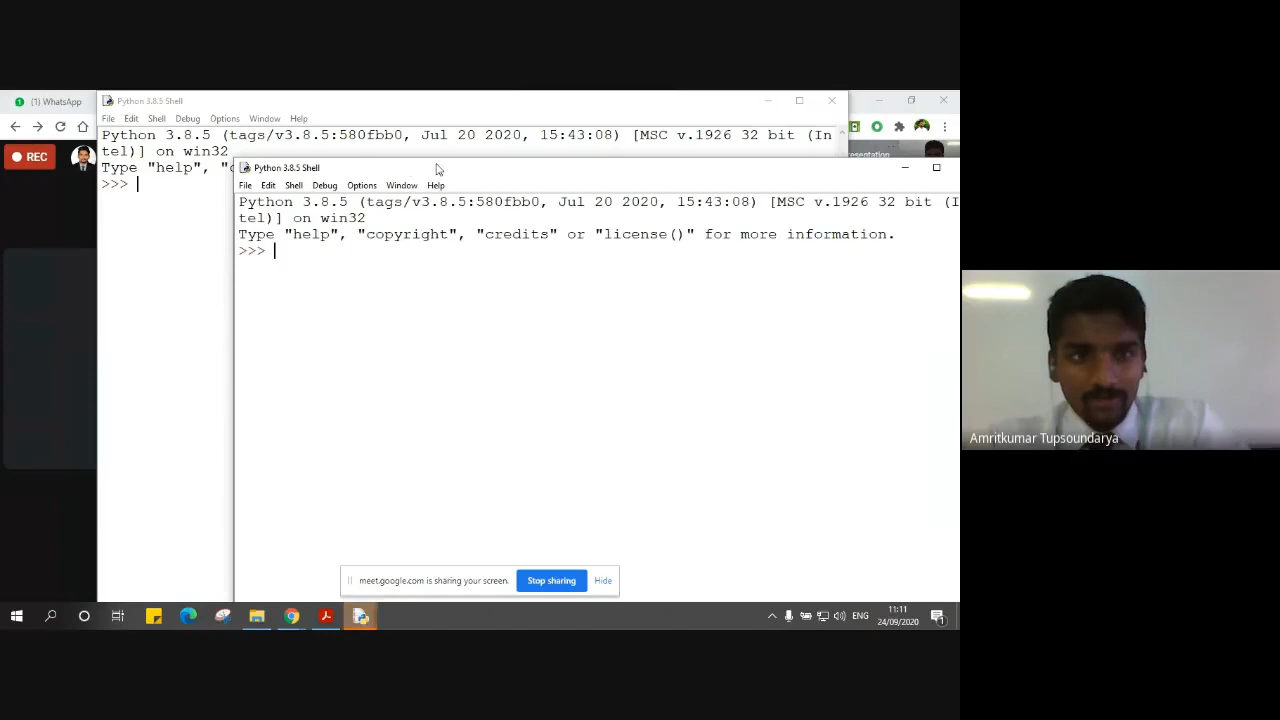 (1) WhatsApp
Python 3.8.5 Shell
File Edit Shell Debug Options Window Help
Python 3.8.5 (tags/v3.8.5:580fbb0, Jul 20 2020, 15:43:08) [MSC v.1926 32 bit (In
tel)] on win32
REC
Type "help", "c
>>>
Python 3.8.5 Shell
File Edit Shell Debug Options Window Help
Python 3.8.5 (tags/v3.8.5:580fbb0, Jul 20 2020, 15:43:08) [MSC v.1926 32 bit (I
tel)] on win32
Type "help", "copyright", "credits" or "license()" for more information.
>>>
Amritkumar Tupsoundarya
meet.google.com is sharing your screen. Stop sharing Hide
ENG
11:11
24/09/2020